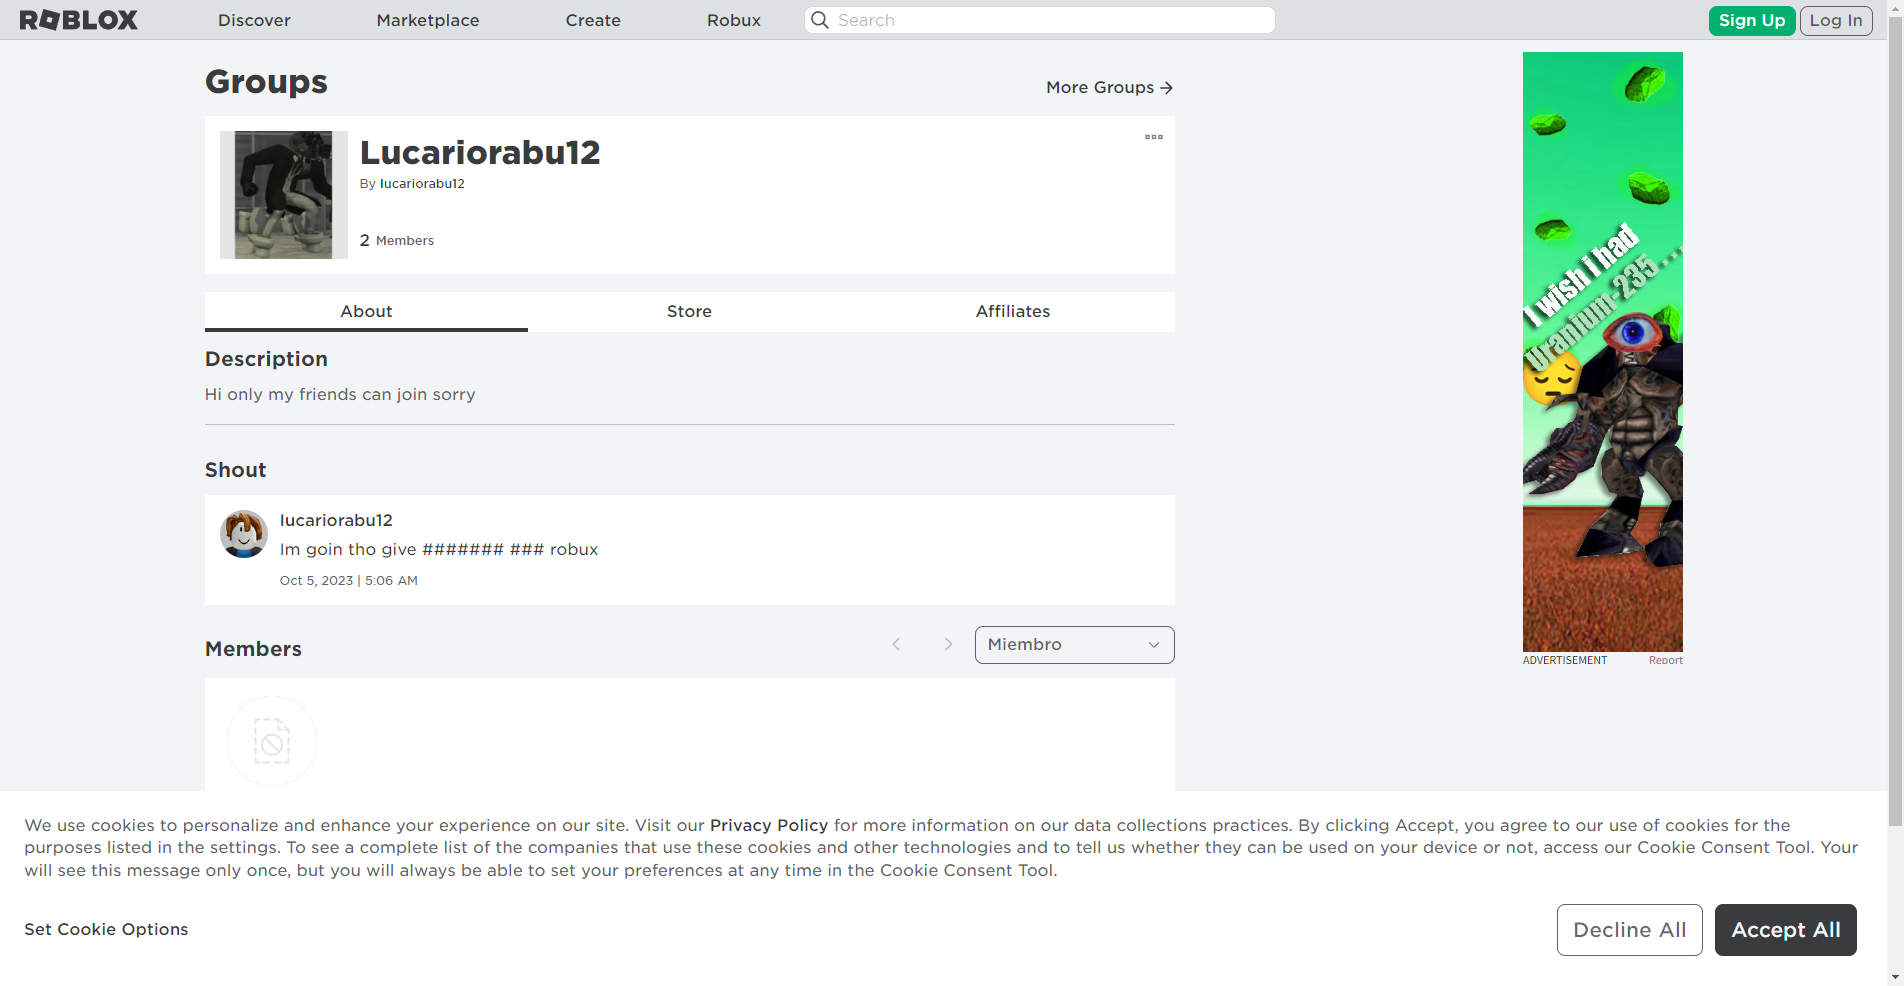 ROBLOX
Discover
Marketplace
Create
Robux
Search
Sign Up
Log In
Groups
More Groups
Lucariorabu12
By lucariorabu12
2 Members
About
Store
Affiliates
Description
Hi only my friends can join sorry
Shout
lucariorabu12
Im goin tho give ####### ### robux
Oct 5, 2023 | 5:06 AM
Members
Miembro
I wish i had
Uranium-235....
ADVERTISEMENT
Report
We use cookies to personalize and enhance your experience on our site. Visit our Privacy Policy for more information on our data collections practices. By clicking Accept, you agree to our use of cookies for the
purposes listed in the settings. To see a complete list of the companies that use these cookies and other technologies and to tell us whether they can be used on your device or not, access our Cookie Consent Tool. Your
will see this message only once, but you will always be able to set your preferences at any time in the Cookie Consent Tool.
Set Cookie Options
Decline All
Accept All